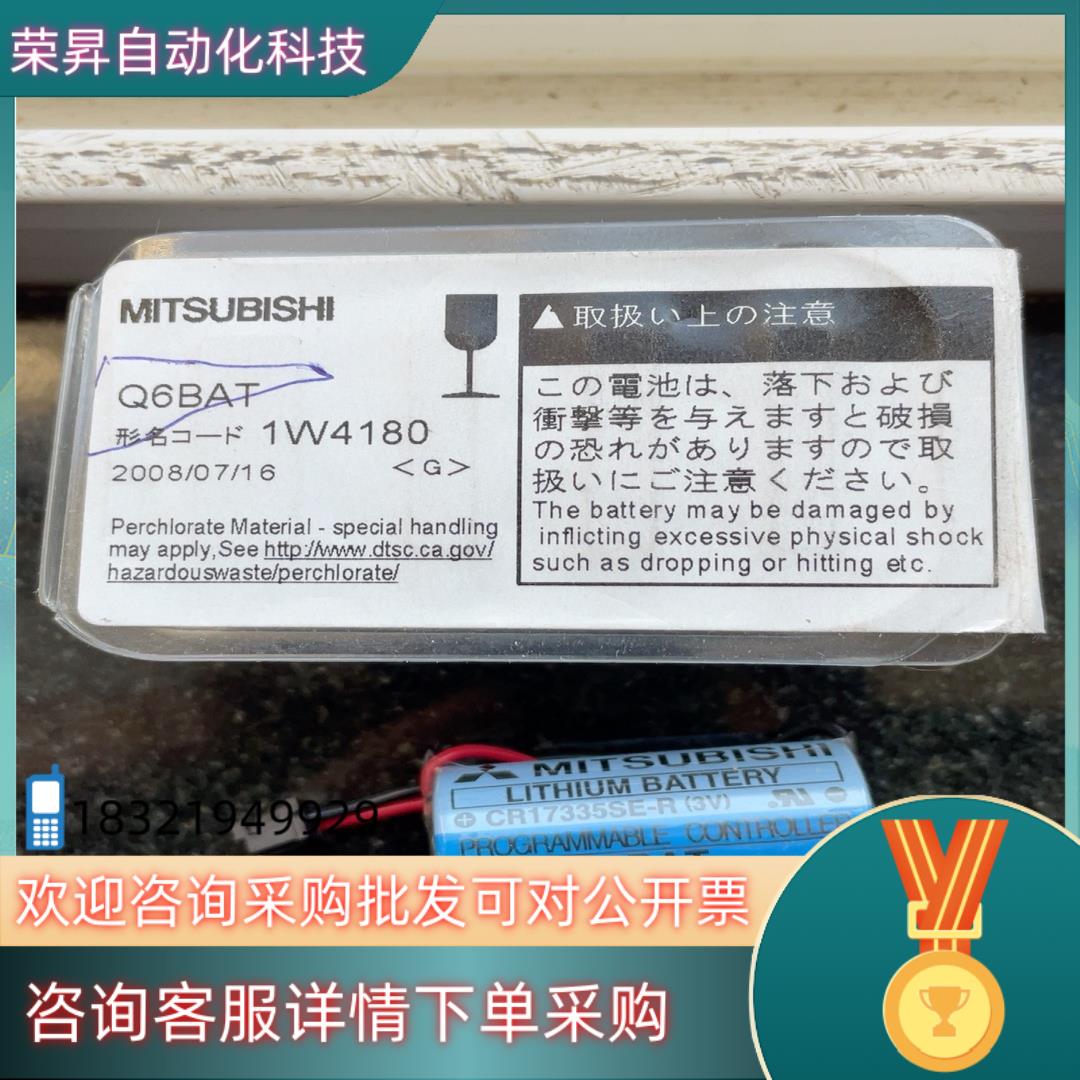 荣昇自动化科技
MITSUBISHI
Q6BAT
形名コード 1W4180
2008/07/16 <G>
Perchlorate Material - special handling
may apply,See http://www.dtsc.ca.gov/
hazardouswaste/perchlorate/
取扱い上の注意
この電池は、落下および
衝撃等を与えますと破損
の恐れがありますので取
扱いにご注意ください。
The battery may be damaged by
inflicting excessive physical shock
such as dropping or hitting etc.
MITSUBISHI
LITHIUM BATTERY
CR17335SE-R (3V)
PROGRAMMABLE CONTROLLER
18321949929
欢迎咨询采购批发可对公开票
咨询客服详情下单采购